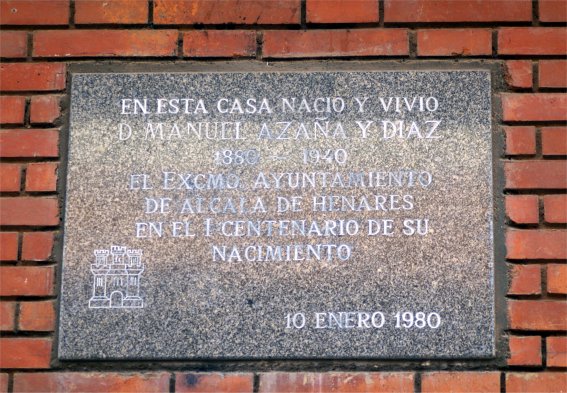 EN ESTA CASA NACIO Y VIVIO
D. MANUEL AZAÑA Y DIAZ
1880 — 1940
EL EXCMO. AYUNTAMIENTO
DE ALCALA DE HENARES
EN EL I CENTENARIO DE SU
NACIMIENTO
10 ENERO 1980